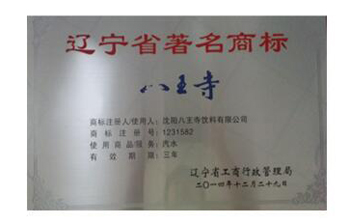 辽宁省著名商标
八王寺
商标注册人/使用人：沈阳八王寺饮料有限公司
商标注册号：1231582
使用商品/服务：汽水
有效期限：三年
辽宁省工商行政管理局
二〇一四年十二月二十九日